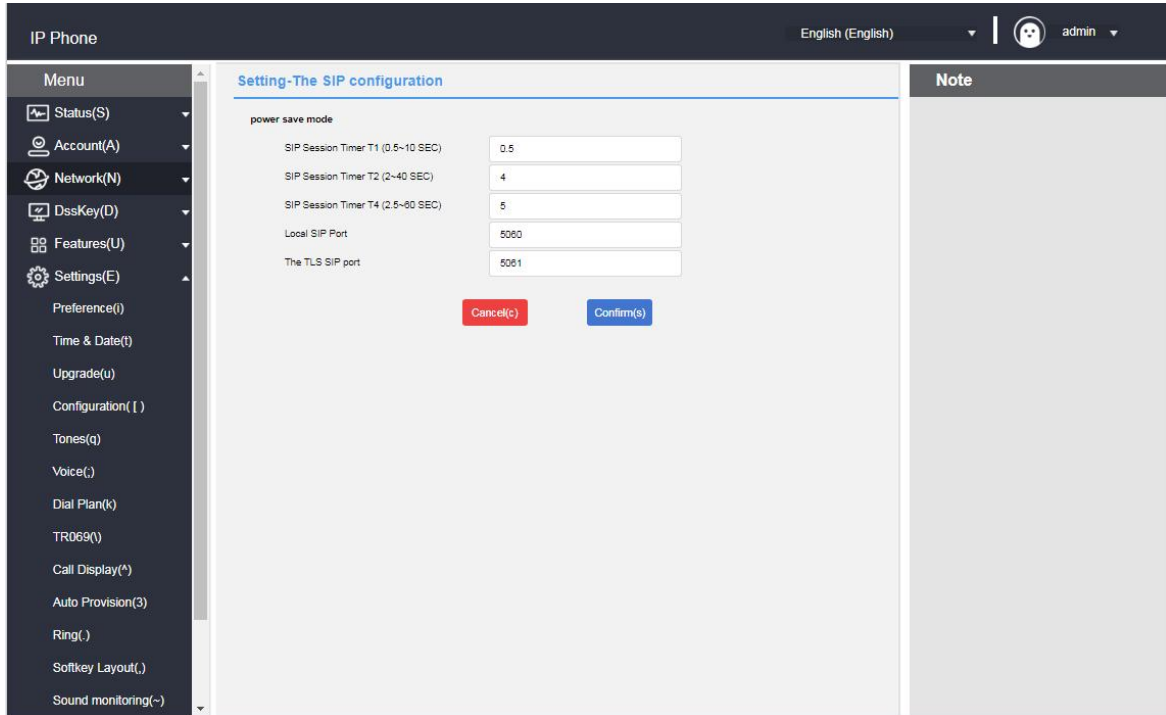 IP Phone
English (English)
admin
Menu
Status(S)
Account(A)
Network(N)
DssKey(D)
Features(U)
Settings(E)
Preference(i)
Time & Date(t)
Upgrade(u)
Configuration( [ )
Tones(q)
Voice(;)
Dial Plan(k)
TR069(\)
Call Display(^)
Auto Provision(3)
Ring(.)
Softkey Layout(,)
Sound monitoring(~)
Setting-The SIP configuration
power save mode
SIP Session Timer T1 (0.5~10 SEC) 0.5
SIP Session Timer T2 (2~40 SEC) 4
SIP Session Timer T4 (2.5~60 SEC) 5
Local SIP Port 5060
The TLS SIP port 5061
Cancel(c) Confirm(s)
Note